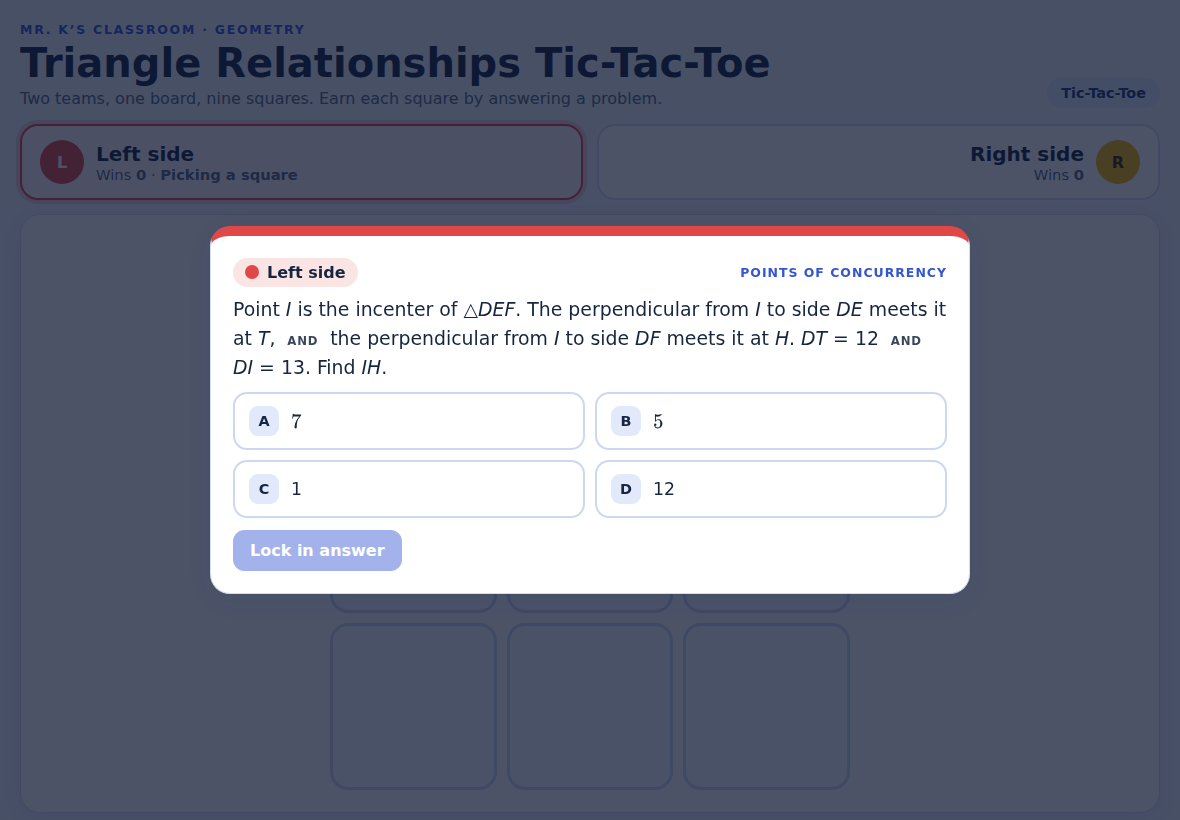 MR. K’S CLASSROOM · GEOMETRY
Triangle Relationships Tic-Tac-Toe
Two teams, one board, nine squares. Earn each square by answering a problem.
Tic-Tac-Toe
L
Left side
Wins 0 · Picking a square
Right side
Wins 0
R
Left side
POINTS OF CONCURRENCY
Point I is the incenter of △DEF. The perpendicular from I to side DE meets it
at T, AND the perpendicular from I to side DF meets it at H. DT = 12 AND
DI = 13. Find IH.
A 7
B 5
C 1
D 12
Lock in answer